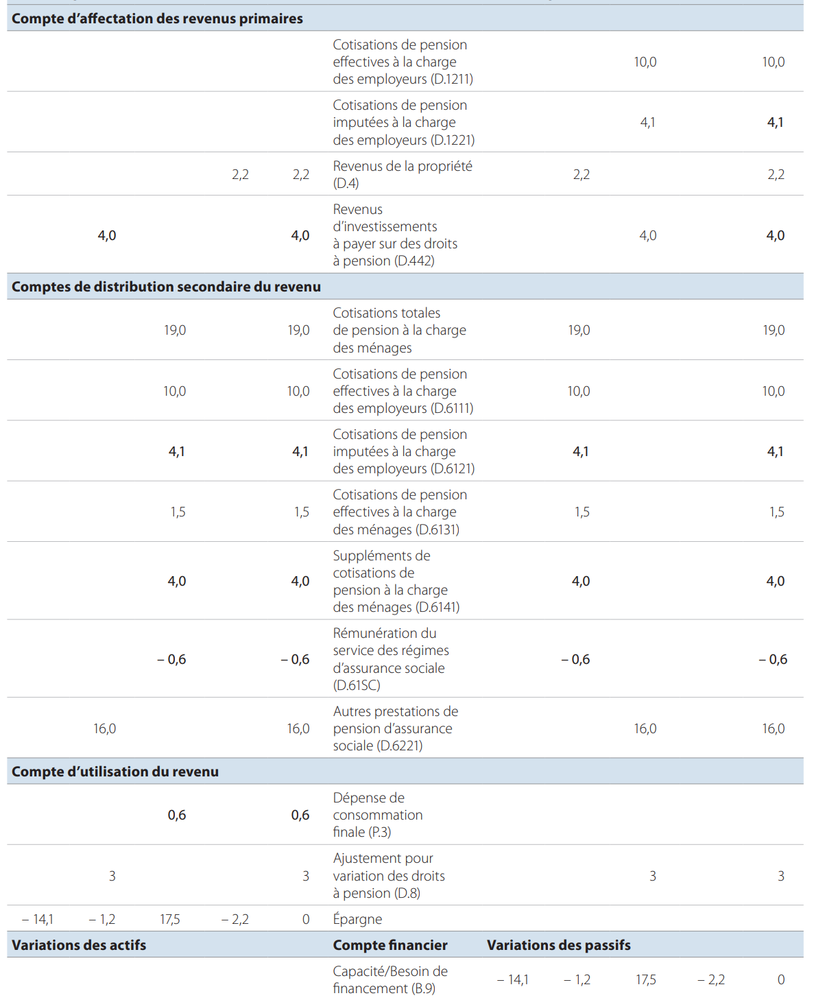 Compte d’affectation des revenus primaires
Cotisations de pension
effectives à la charge 10,0 10,0
des employeurs (D.1211)
Cotisations de pension
imputées à la charge 4,1 4,1
des employeurs (D.1221)
2,2 2,2 Revenus de la propriété 2,2 2,2
(D.4)
Revenus
d’investissements
4,0 4,0 à payer sur des droits 4,0 4,0
à pension (D.442)
Comptes de distribution secondaire du revenu
Cotisations totales
19,0 19,0 de pension à la charge 19,0 19,0
des ménages
Cotisations de pension
10,0 10,0 effectives à la charge 10,0 10,0
des employeurs (D.6111)
Cotisations de pension
4,1 4,1 imputées à la charge 4,1 4,1
des employeurs (D.6121)
Cotisations de pension
1,5 1,5 effectives à la charge 1,5 1,5
des ménages (D.6131)
Suppléments de
cotisations de
4,0 4,0 pension à la charge 4,0 4,0
des ménages (D.6141)
Rémunération du
service des régimes
– 0,6 – 0,6 d’assurance sociale – 0,6 – 0,6
(D.61SC)
Autres prestations de
16,0 16,0 pension d’assurance 16,0 16,0
sociale (D.6221)
Compte d’utilisation du revenu
Dépense de
0,6 0,6 consommation
finale (P.3)
Ajustement pour
3 3 variation des droits 3 3
à pension (D.8)
– 14,1 – 1,2 17,5 – 2,2 0 Épargne
Variations des actifs Compte financier Variations des passifs
Capacité/Besoin de – 14,1 – 1,2 17,5 – 2,2 0
financement (B.9)